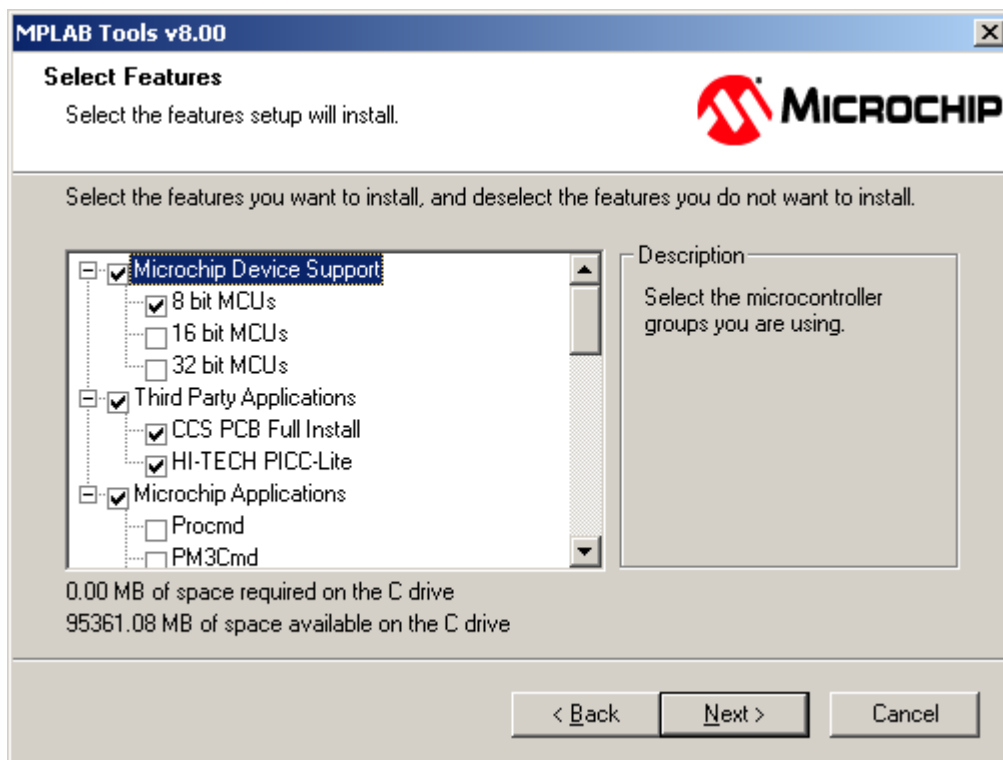 MPLAB Tools v8.00
Select Features
Select the features setup will install.
MICROCHIP
Select the features you want to install, and deselect the features you do not want to install.
Microchip Device Support
8 bit MCUs
16 bit MCUs
32 bit MCUs
Third Party Applications
CCS PCB Full Install
HI-TECH PICC-Lite
Microchip Applications
Procmd
PM3Cmd
Description
Select the microcontroller
groups you are using.
0.00 MB of space required on the C drive
95361.08 MB of space available on the C drive
< Back
Next >
Cancel